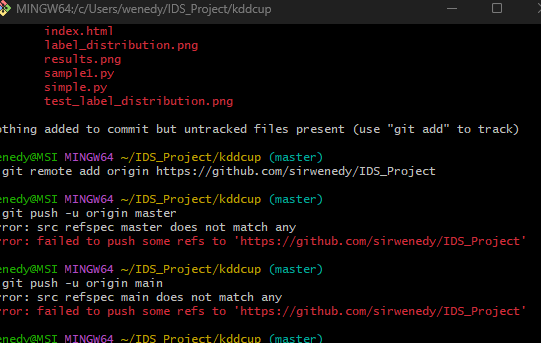 MINGW64:/c/Users/wenedy/IDS_Project/kddcup
index.html
label_distribution.png
results.png
sample1.py
simple.py
test_label_distribution.png
othing added to commit but untracked files present (use "git add" to track)
enedy@MSI MINGW64 ~/IDS_Project/kddcup (master)
git remote add origin https://github.com/sirwenedy/IDS_Project
enedy@MSI MINGW64 ~/IDS_Project/kddcup (master)
git push -u origin master
rror: src refspec master does not match any
rror: failed to push some refs to 'https://github.com/sirwenedy/IDS_Project'
enedy@MSI MINGW64 ~/IDS_Project/kddcup (master)
git push -u origin main
rror: src refspec main does not match any
rror: failed to push some refs to 'https://github.com/sirwenedy/IDS_Project'
enedy@MSI MINGW64 ~/IDS_Project/kddcup (master)